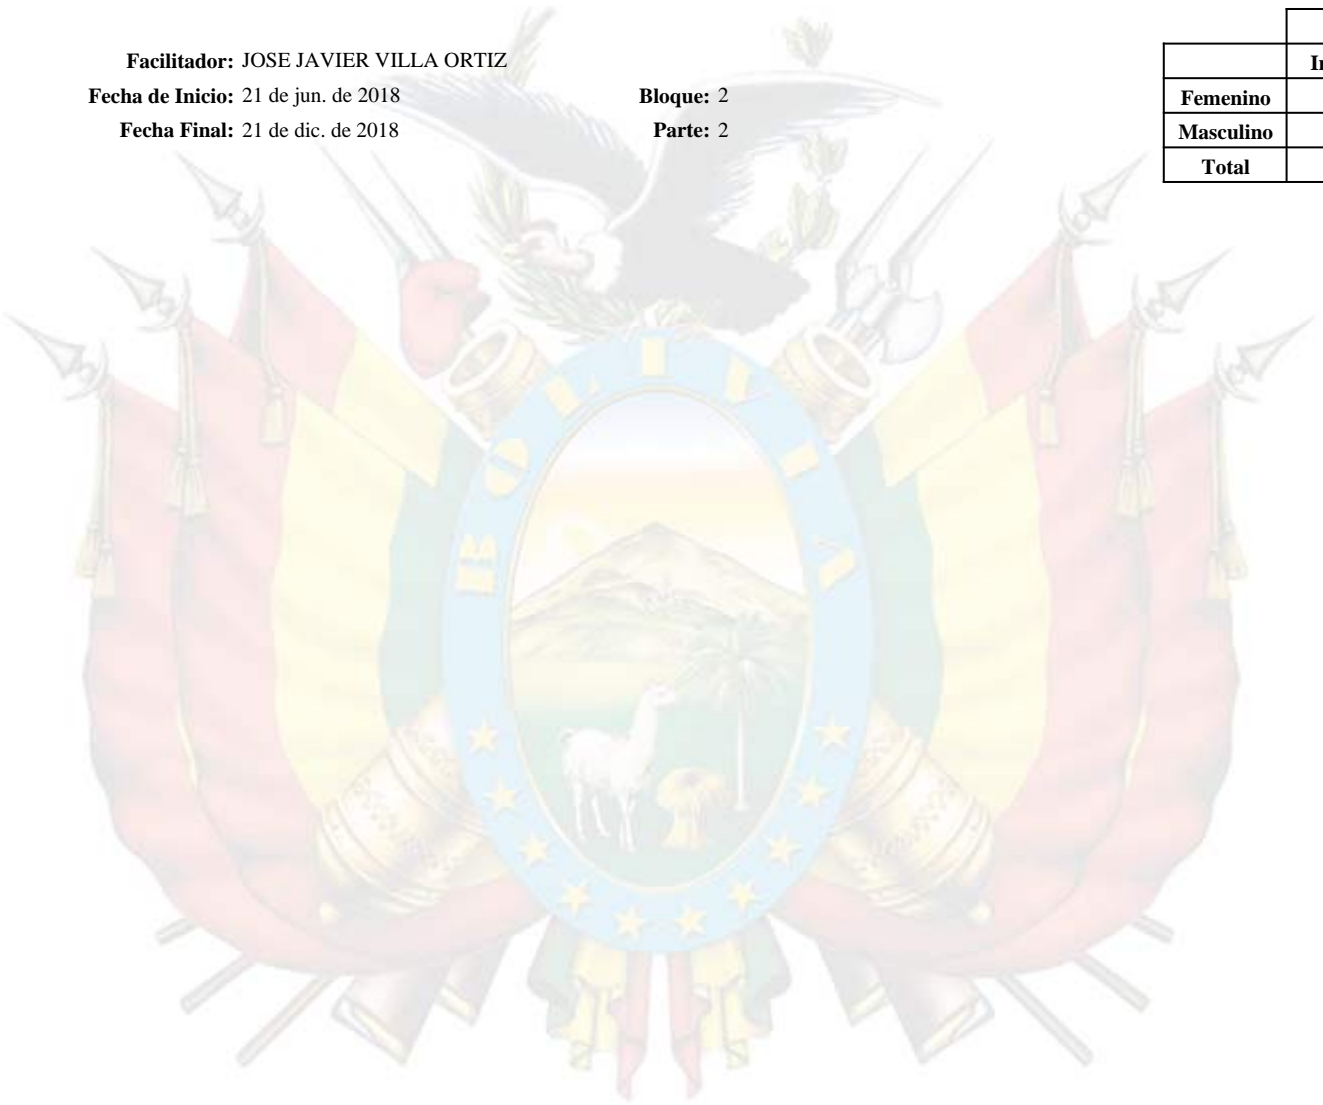 Facilitador: JOSE JAVIER VILLA ORTIZ
Fecha de Inicio: 21 de jun. de 2018 Bloque: 2
Fecha Final: 21 de dic. de 2018 Parte: 2
Femenino
Masculino
Total
BOLIVIA